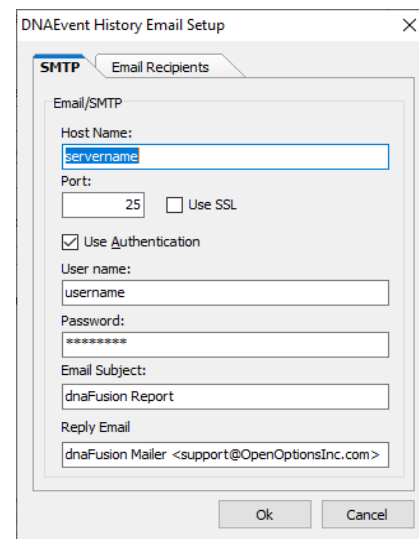 DNAEvent History Email Setup
SMTP Email Recipients
Email/SMTP
Host Name:
servername
Port:
25 Use SSL
Use Authentication
User name:
username
Password:
********
Email Subject:
dnaFusion Report
Reply Email
dnaFusion Mailer <support@OpenOptionsInc.com>
Ok Cancel